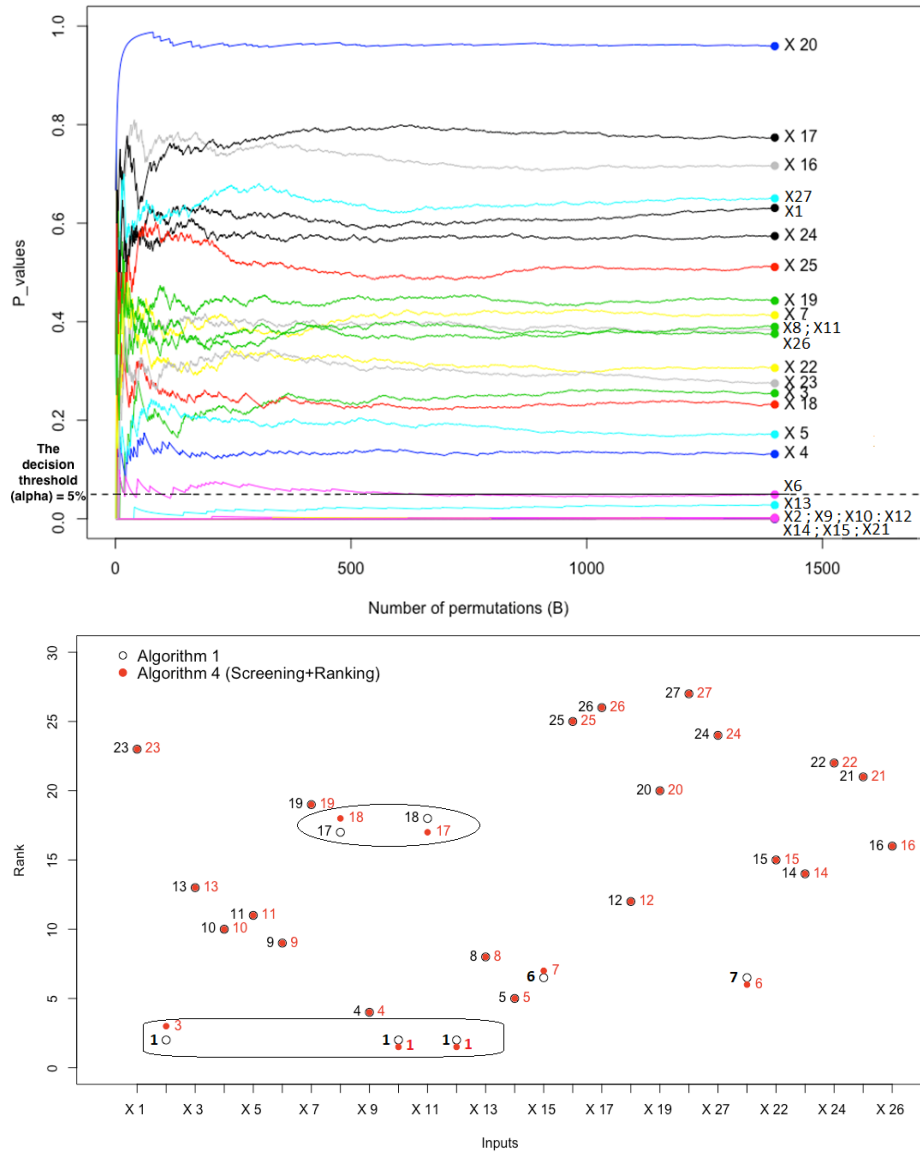 1.0
0.8
0.6
0.4
0.2
0.0
P_values
The
decision
threshold
(alpha) = 5%
X 20
X 17
X 16
X27
X1
X 24
X 25
X 19
X 7
X8 ; X11
X26
X 22
X 23
X 3
X 18
X 5
X 4
X6
X13
X2 ; X9 ; X10 ; X12
X14 ; X15 ; X21
0 500 1000 1500
Number of permutations (B)
Algorithm 1
Algorithm 4 (Screening+Ranking)
30
25
20
15
10
5
0
Rank
27 27
26 26
25 25
24 24
23 23
22 22
21 21
20 20
19 19
18 18
17 17
16 16
15 15
14 14
13 13
12 12
11 11
10 10
9 9
8 8
6 7
7 6
5 5
4 4
1 3
1 1
1 1
X 1 X 3 X 5 X 7 X 9 X 11 X 13 X 15 X 17 X 19 X 27 X 22 X 24 X 26
Inputs